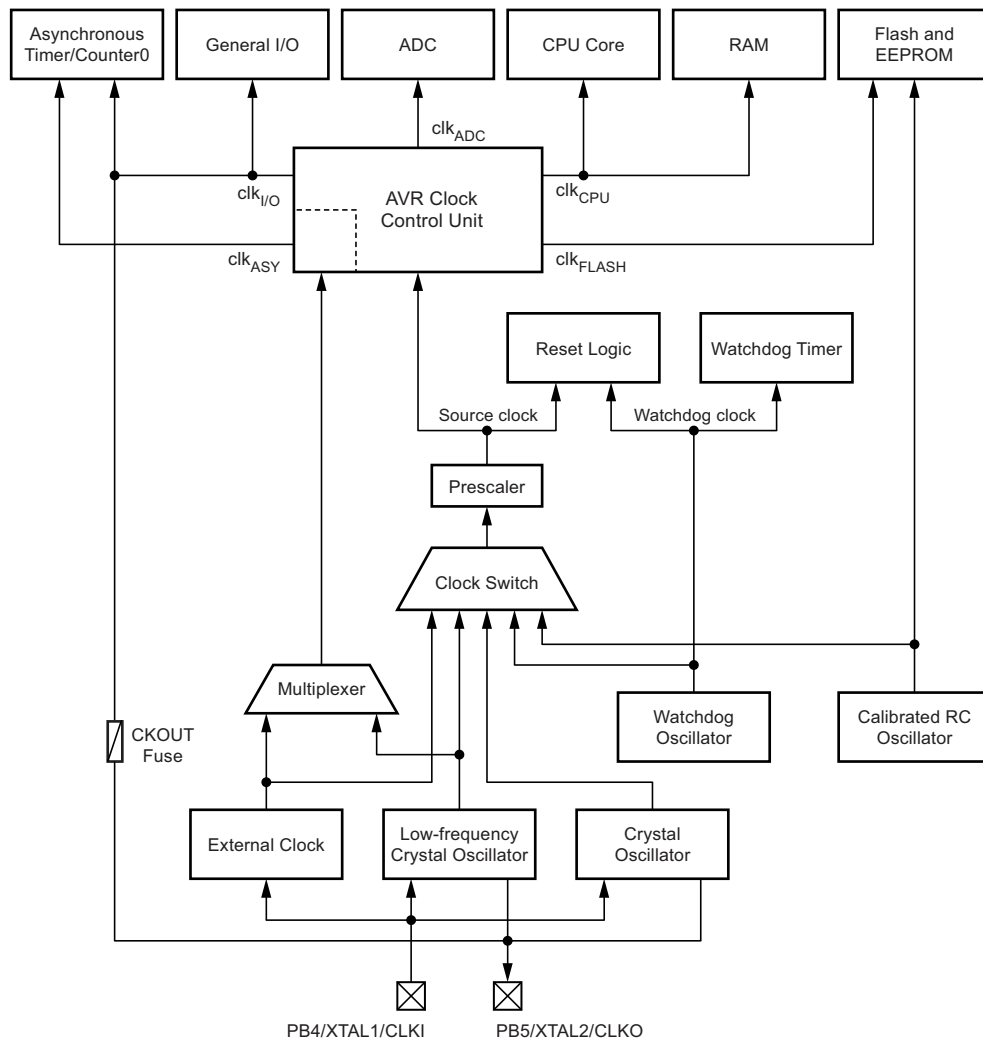 Asynchronous
Timer/Counter0
General I/O
ADC
CPU Core
RAM
Flash and
EEPROM
clkADC
clkI/O
AVR Clock
Control Unit
clkCPU
clkASY
clkFLASH
Reset Logic
Watchdog Timer
Source clock
Watchdog clock
Prescaler
Clock Switch
Multiplexer
CKOUT
Fuse
Watchdog
Oscillator
Calibrated RC
Oscillator
External Clock
Low-frequency
Crystal Oscillator
Crystal
Oscillator
PB4/XTAL1/CLKI
PB5/XTAL2/CLKO